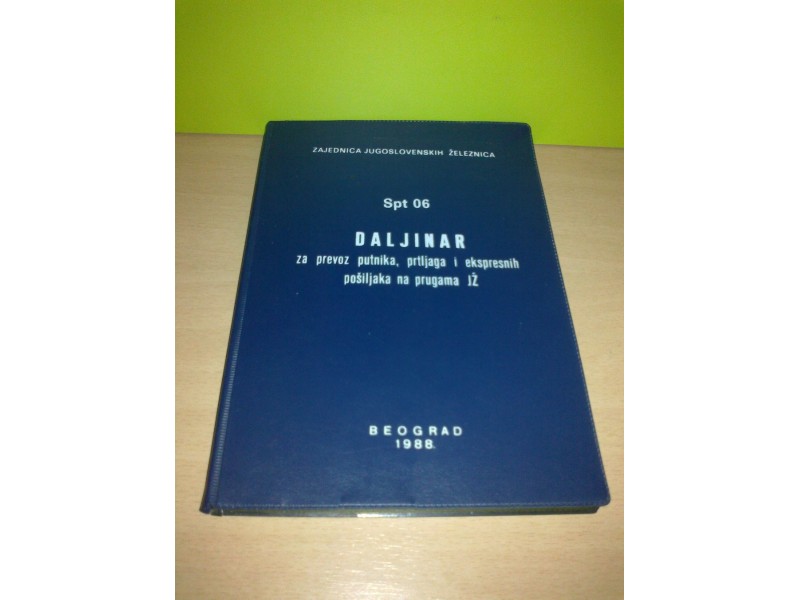 ZAJEDNICA JUGOSLOVENSKIH ŽELEZNICA
Spt 06
DALJINAR
za prevoz putnika, prtljaga i ekspresnih
pošiljaka na prugama JŽ
BEOGRAD
1988.